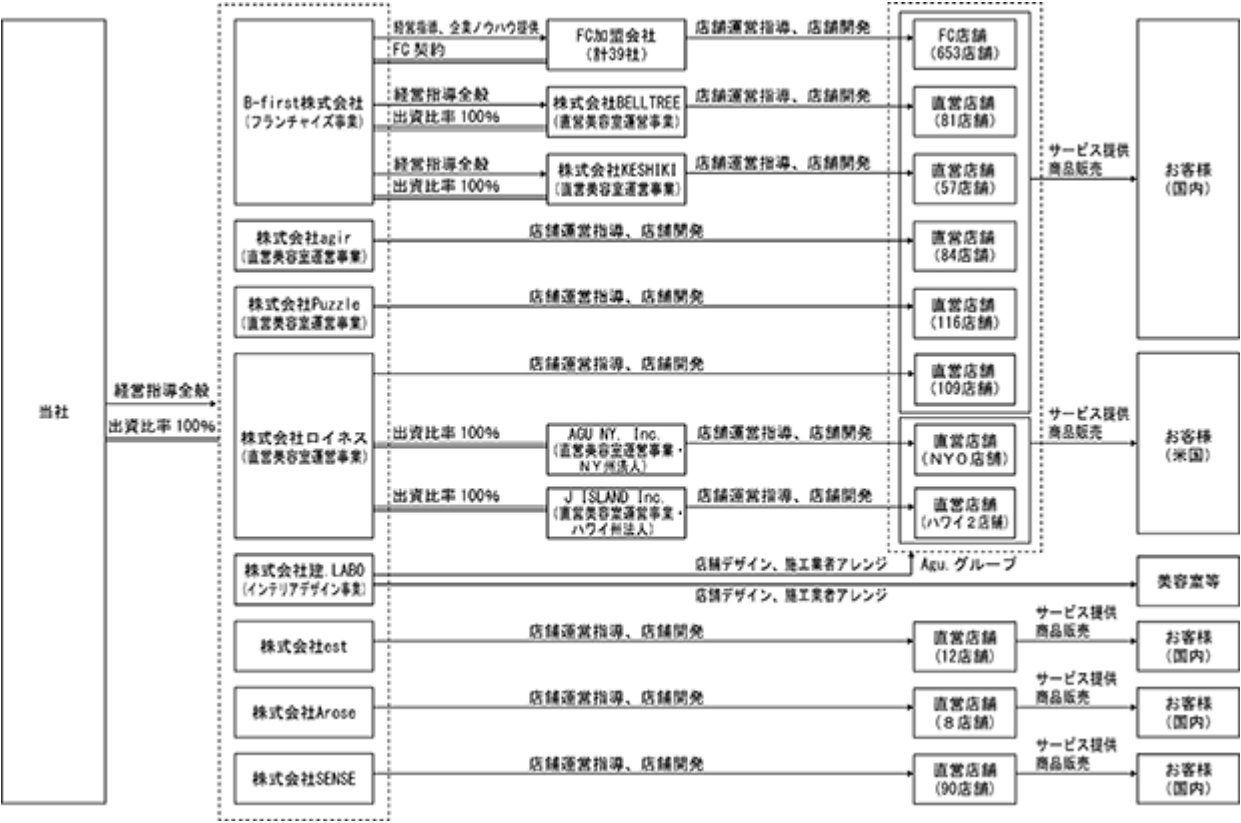 当社
経営指導全般
出資比率 100%
B-first株式会社
(フランチャイズ事業)
経営指導、企業ノウハウ提供
FC 契約
FC加盟会社
(計39社)
店舗運営指導、店舗開発
FC店舗
(653店舗)
経営指導全般
出資比率 100%
株式会社BELLTREE
(直営美容室運営事業)
店舗運営指導、店舗開発
直営店舗
(81店舗)
経営指導全般
出資比率 100%
株式会社KESHIKI
(直営美容室運営事業)
店舗運営指導、店舗開発
直営店舗
(57店舗)
サービス提供
商品販売
お客様
(国内)
株式会社agir
(直営美容室運営事業)
店舗運営指導、店舗開発
直営店舗
(84店舗)
株式会社Puzzle
(直営美容室運営事業)
店舗運営指導、店舗開発
直営店舗
(116店舗)
株式会社ロイネス
(直営美容室運営事業)
店舗運営指導、店舗開発
直営店舗
(109店舗)
出資比率 100%
AGU NY, Inc.
(直営美容室運営事業・
NY州法人)
店舗運営指導、店舗開発
直営店舗
(NY0店舗)
サービス提供
商品販売
お客様
(米国)
出資比率 100%
J ISLAND Inc.
(直営美容室運営事業・
ハワイ州法人)
店舗運営指導、店舗開発
直営店舗
(ハワイ2店舗)
Agu.グループ
株式会社建.LABO
(インテリアデザイン事業)
店舗デザイン、施工業者アレンジ
店舗デザイン、施工業者アレンジ
美容室等
株式会社est
店舗運営指導、店舗開発
直営店舗
(12店舗)
サービス提供
商品販売
お客様
(国内)
株式会社Arose
店舗運営指導、店舗開発
直営店舗
(8店舗)
サービス提供
商品販売
お客様
(国内)
株式会社SENSE
店舗運営指導、店舗開発
直営店舗
(90店舗)
サービス提供
商品販売
お客様
(国内)